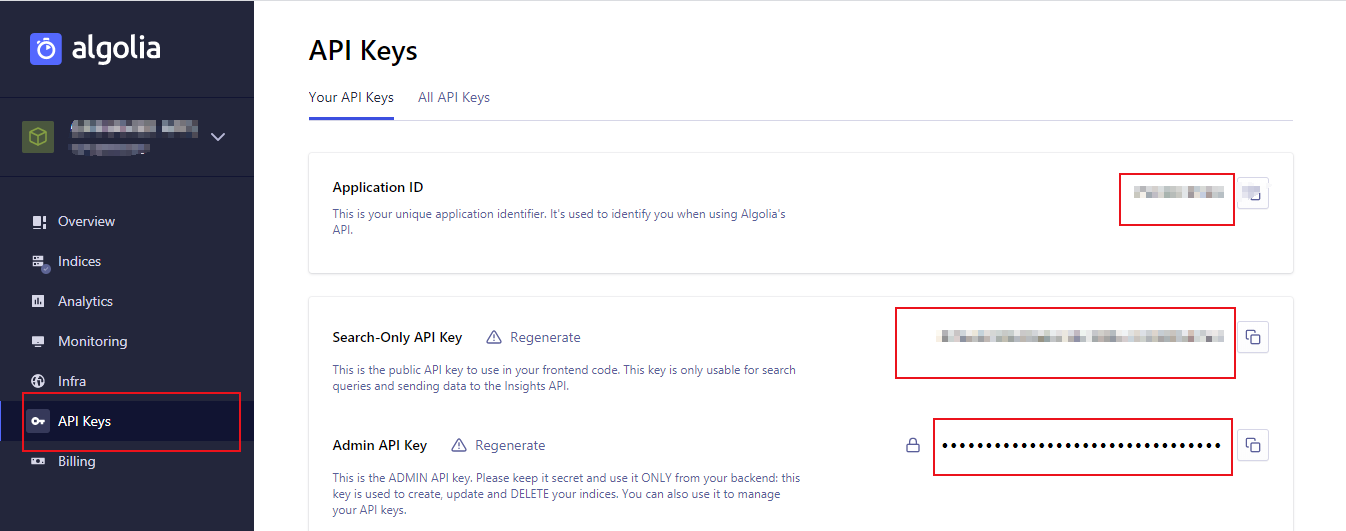 algolia
Overview
Indices
Analytics
Monitoring
Infra
API Keys
Billing
API Keys
Your API Keys
All API Keys
Application ID
This is your unique application identifier. It's used to identify you when using Algolia's
API.
Search-Only API Key
Regenerate
This is the public API key to use in your frontend code. This key is only usable for search
queries and sending data to the Insights API.
Admin API Key
Regenerate
••••••••••••••••••••••••••••••••
This is the ADMIN API key. Please keep it secret and use it ONLY from your backend: this
key is used to create, update and DELETE your indices. You can also use it to manage
your API keys.